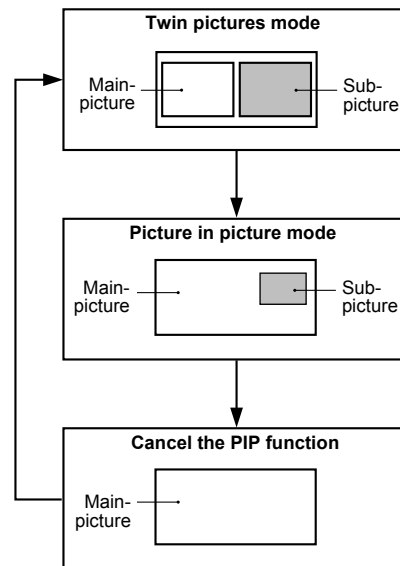 Twin pictures mode
Main-
picture
Sub-
picture
Picture in picture mode
Main-
picture
Sub-
picture
Cancel the PIP function
Main-
picture